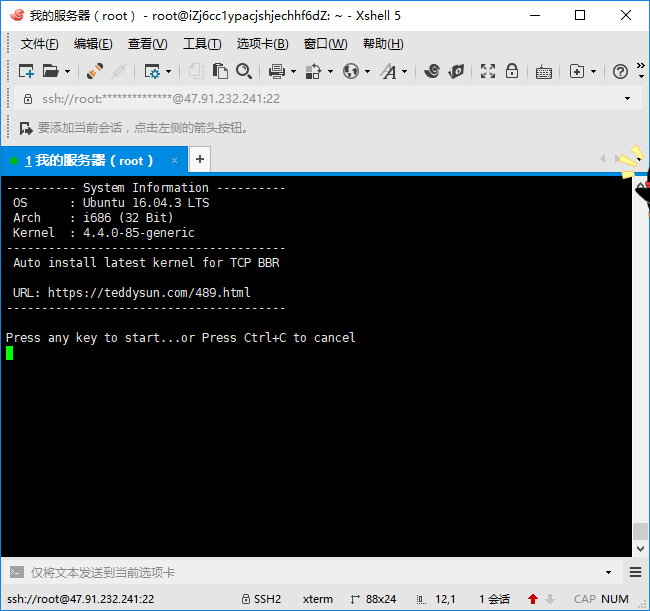 我的服务器（root） - root@iZj6cc1ypacjshjechhf6dZ: ~ - Xshell 5
文件(F) 编辑(E) 查看(V) 工具(T) 选项卡(B) 窗口(W) 帮助(H)
ssh://root:**************@47.91.232.241:22
要添加当前会话，点击左侧的箭头按钮。
1 我的服务器（root） × +
---------- System Information ----------
OS : Ubuntu 16.04.3 LTS
Arch : i686 (32 Bit)
Kernel : 4.4.0-85-generic
----------------------------------------
Auto install latest kernel for TCP BBR
URL: https://teddysun.com/489.html
----------------------------------------
Press any key to start...or Press Ctrl+C to cancel
仅将文本发送到当前选项卡
ssh://root@47.91.232.241:22 SSH2 xterm 88x24 12,1 1 会话 CAP NUM